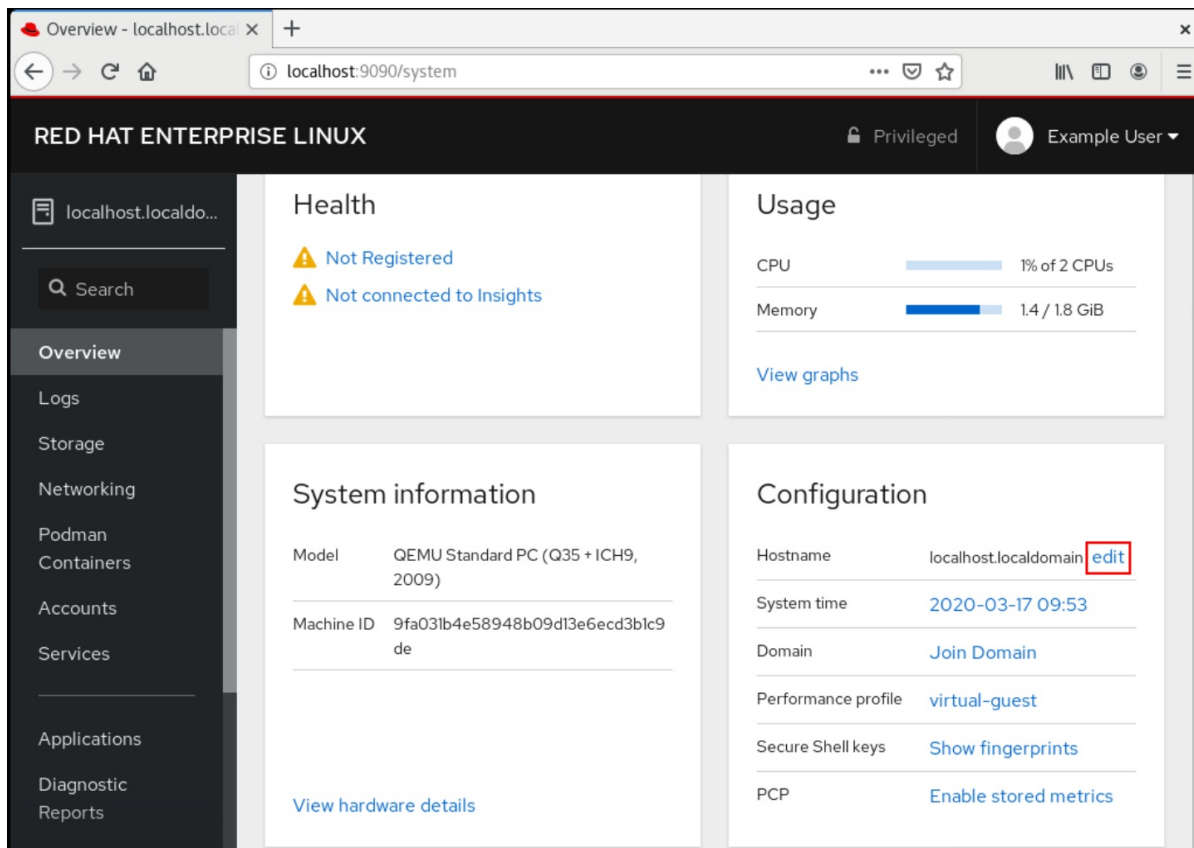 Overview - localhost.local
localhost:9090/system
RED HAT ENTERPRISE LINUX
Privileged
Example User
localhost.localdo...
Search
Overview
Logs
Storage
Networking
Podman
Containers
Accounts
Services
Applications
Diagnostic
Reports
Health
Not Registered
Not connected to Insights
Usage
CPU 1% of 2 CPUs
Memory 1.4 / 1.8 GiB
View graphs
System information
Model QEMU Standard PC (Q35 + ICH9,
2009)
Machine ID 9fa031b4e58948b09d13e6ecd3b1c9
de
View hardware details
Configuration
Hostname localhost.localdomain edit
System time 2020-03-17 09:53
Domain Join Domain
Performance profile virtual-guest
Secure Shell keys Show fingerprints
PCP Enable stored metrics